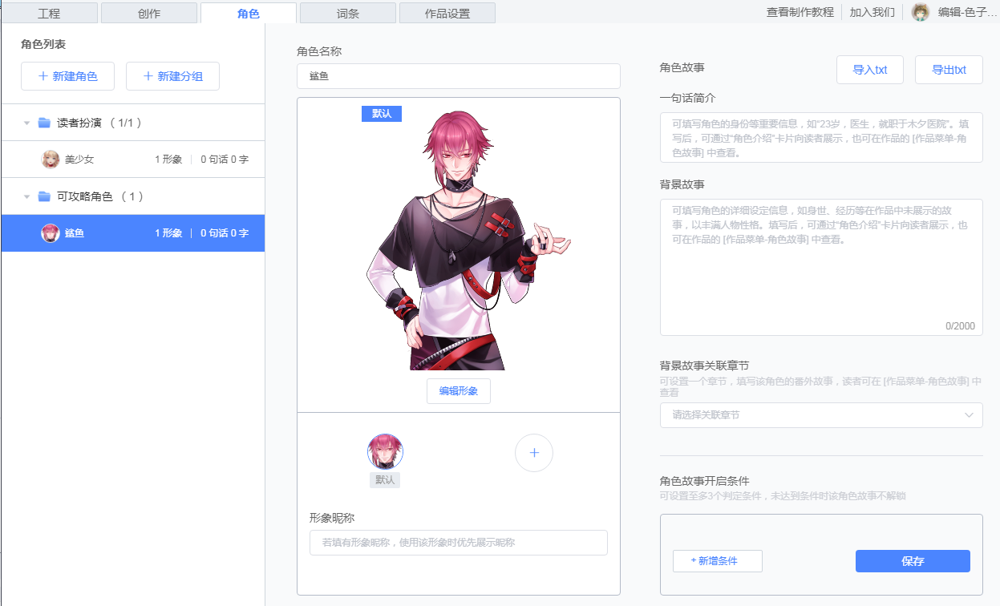 工程
创作
角色
词条
作品设置
查看制作教程
加入我们
编辑-色子...
角色列表
+ 新建角色
+ 新建分组
读者扮演 （ 1/1 ）
美少女
1 形象
0 句话 0 字
可攻略角色 （ 1 ）
鲨鱼
1 形象
0 句话 0 字
角色名称
鲨鱼
默认
编辑形象
+
默认
形象昵称
若填有形象昵称，使用该形象时优先展示昵称
角色故事
导入txt
导出txt
一句话简介
可填写角色的身份等重要信息，如“23岁，医生，就职于木夕医院”。填
写后，可通过“角色介绍”卡片向读者展示，也可在作品的 [作品菜单-角
色故事] 中查看。
背景故事
可填写角色的详细设定信息，如身世、经历等在作品中未展示的故
事，以丰满人物性格。填写后，可通过“角色介绍”卡片向读者展示，也
可在作品的 [作品菜单-角色故事] 中查看。
0/2000
背景故事关联章节
可设置一个章节，填写该角色的番外故事，读者可在 [作品菜单-角色故事] 中
查看
请选择关联章节
角色故事开启条件
可设置至多3个判定条件，未达到条件时该角色故事不解锁
+ 新增条件
保存